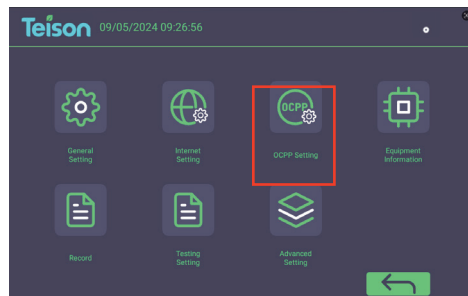 Teison 09/05/2024 09:26:56
General
Setting
Internet
Setting
OCPP
OCPP Setting
Equipment
Information
Record
Testing
Setting
Advanced
Setting